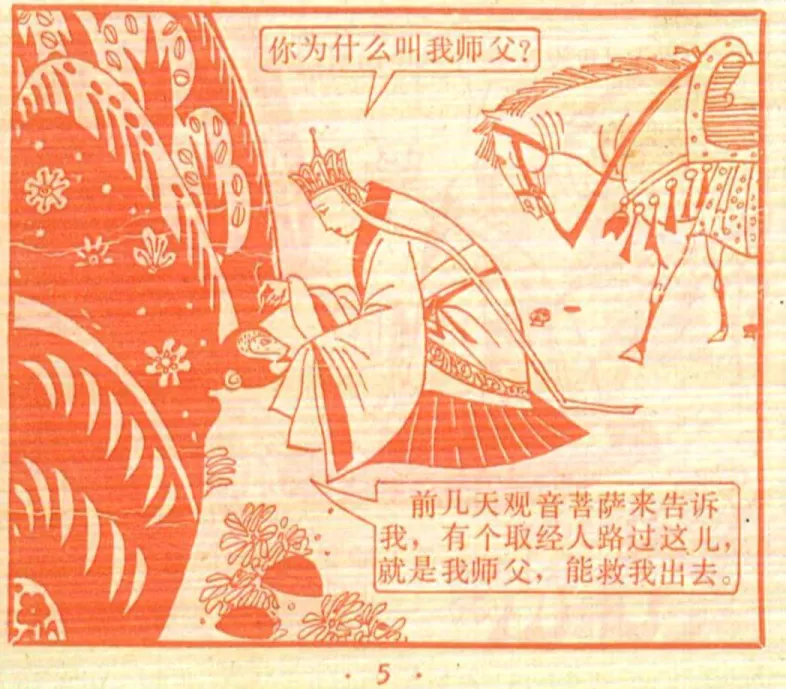 你为什么叫我师父?
前几天观音菩萨来告诉
我，有个取经人路过这儿，
就是我师父，能救我出去。
· 5 ·